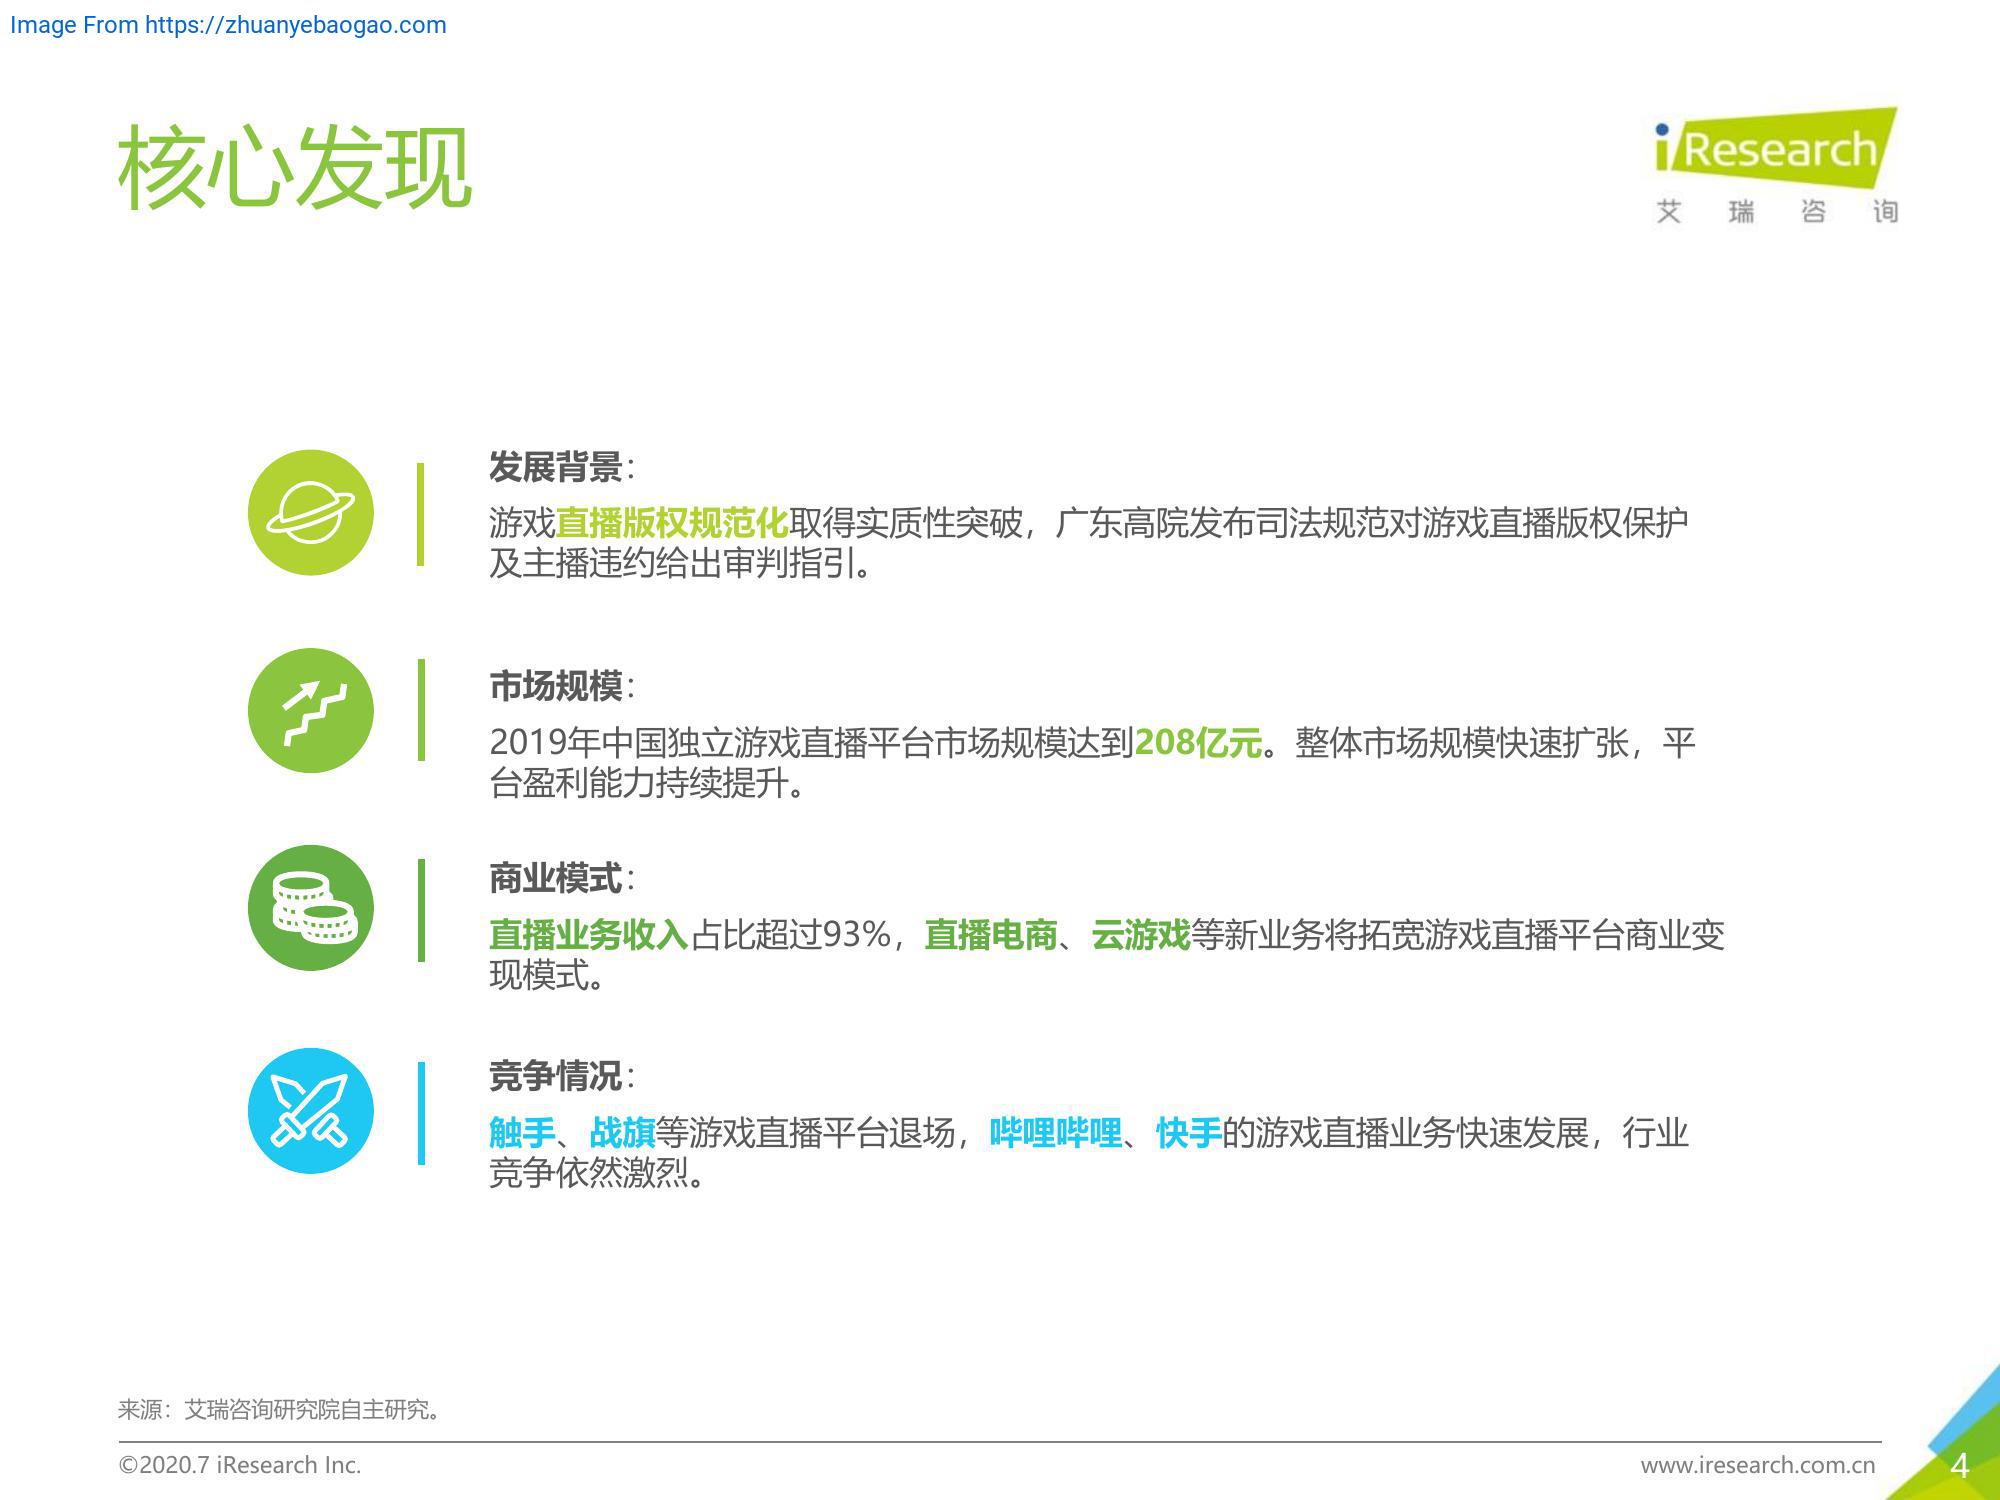 Image From https://zhuanyebaogao.com
核心发现
iResearch
艾瑞咨询
发展背景：
游戏直播版权规范化取得实质性突破，广东高院发布司法规范对游戏直播版权保护
及主播违约给出审判指引。
市场规模：
2019年中国独立游戏直播平台市场规模达到208亿元。整体市场规模快速扩张，平
台盈利能力持续提升。
商业模式：
直播业务收入占比超过93%，直播电商、云游戏等新业务将拓宽游戏直播平台商业变
现模式。
竞争情况：
触手、战旗等游戏直播平台退场，哔哩哔哩、快手的游戏直播业务快速发展，行业
竞争依然激烈。
来源：艾瑞咨询研究院自主研究。
©2020.7 iResearch Inc.
www.iresearch.com.cn
4